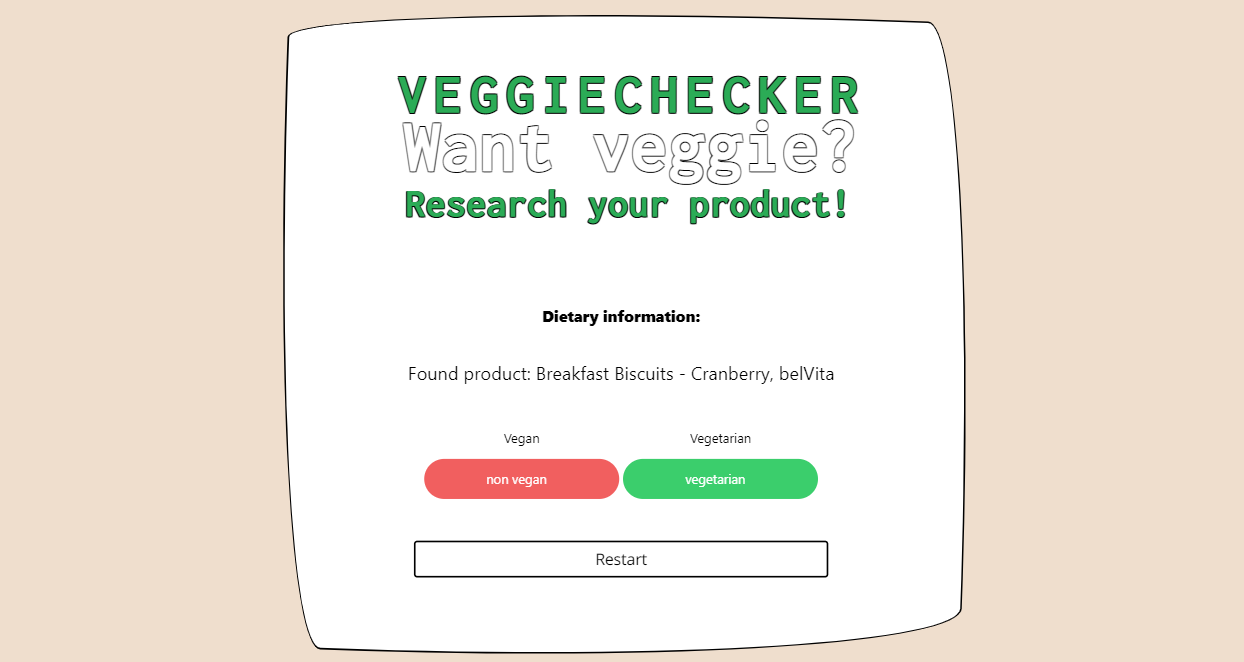 VEGGIECHECKER
Want veggie?
Research your product!
Dietary information:
Found product: Breakfast Biscuits - Cranberry, belVita
Vegan Vegetarian
non vegan vegetarian
Restart